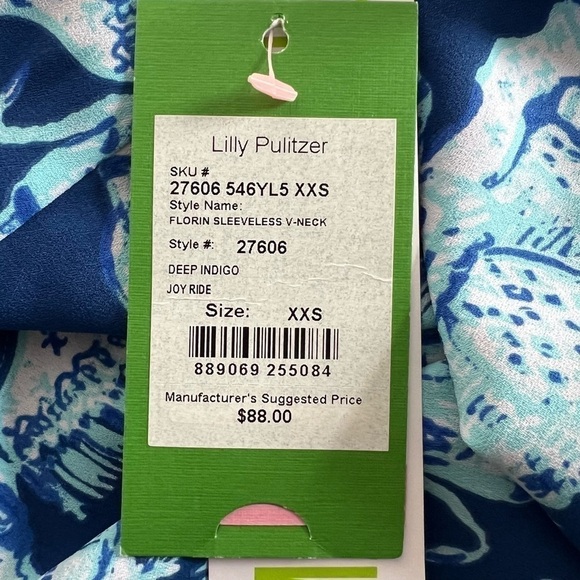 Lilly Pulitzer
SKU #
27606 546YL5 XXS
Style Name:
FLORIN SLEEVELESS V-NECK
Style #: 27606
DEEP INDIGO
JOY RIDE
Size: XXS
889069 255084
Manufacturer's Suggested Price
$88.00